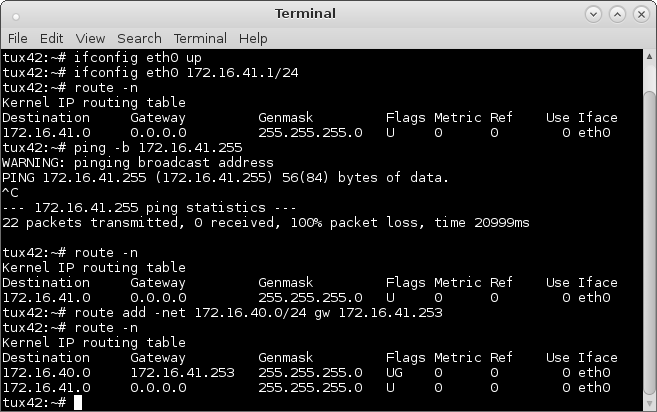 Terminal
File Edit View Search Terminal Help
tux42:~# ifconfig eth0 up
tux42:~# ifconfig eth0 172.16.41.1/24
tux42:~# route -n
Kernel IP routing table
Destination     Gateway         Genmask         Flags Metric Ref    Use Iface
172.16.41.0     0.0.0.0         255.255.255.0   U     0      0        0 eth0
tux42:~# ping -b 172.16.41.255
WARNING: pinging broadcast address
PING 172.16.41.255 (172.16.41.255) 56(84) bytes of data.
^C
--- 172.16.41.255 ping statistics ---
22 packets transmitted, 0 received, 100% packet loss, time 20999ms
tux42:~# route -n
Kernel IP routing table
Destination     Gateway         Genmask         Flags Metric Ref    Use Iface
172.16.41.0     0.0.0.0         255.255.255.0   U     0      0        0 eth0
tux42:~# route add -net 172.16.40.0/24 gw 172.16.41.253
tux42:~# route -n
Kernel IP routing table
Destination     Gateway         Genmask         Flags Metric Ref    Use Iface
172.16.40.0     172.16.41.253   255.255.255.0   UG    0      0        0 eth0
172.16.41.0     0.0.0.0         255.255.255.0   U     0      0        0 eth0
tux42:~#